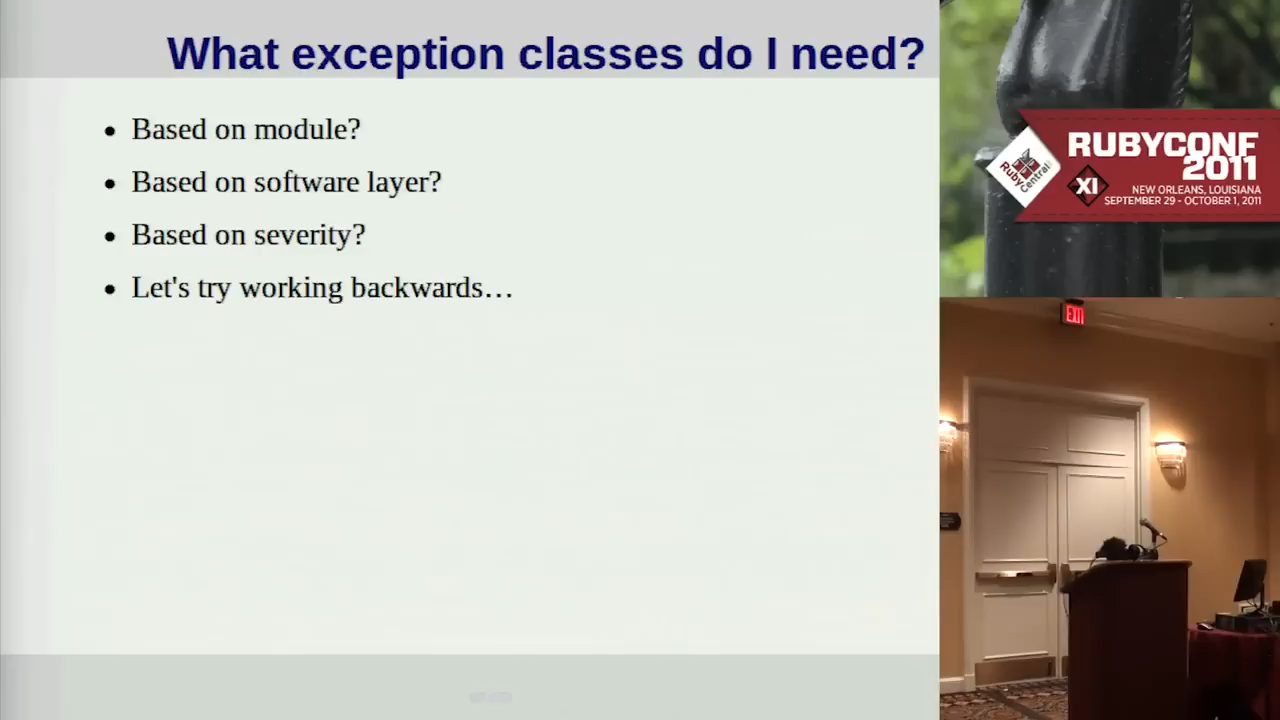 What exception classes do I need?
• Based on module?
• Based on software layer?
• Based on severity?
• Let's try working backwards…
RUBYCONF
2011
RubyCentral
XI
NEW ORLEANS, LOUISIANA
SEPTEMBER 29 - OCTOBER 1, 2011
EXIT